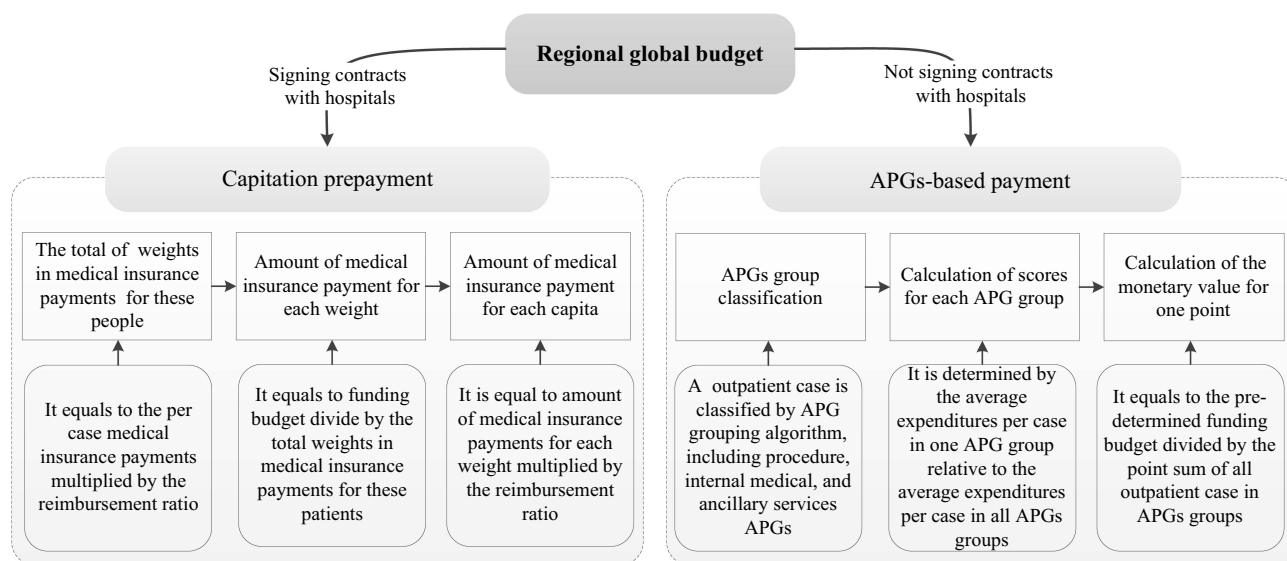 Regional global budget
Signing contracts
with hospitals
Not signing contracts
with hospitals
Capitation prepayment
The total of weights
in medical insurance
payments for these
people
Amount of medical
insurance payment for
each weight
Amount of medical
insurance payment
for each capita
It equals to the per
case medical
insurance payments
multiplied by the
reimbursement ratio
It equals to funding
budget divide by the
total weights in
medical insurance
payments for these
patients
It is equal to amount
of medical insurance
payments for each
weight multiplied by
the reimbursement
ratio
APGs-based payment
APGs group
classification
Calculation of scores
for each APG group
Calculation of the
monetary value for
one point
A outpatient case is
classified by APG
grouping algorithm,
including procedure,
internal medical, and
ancillary services
APGs
It is determined by
the average
expenditures per case
in one APG group
relative to the
average expenditures
per case in all APGs
groups
It equals to the pre-
determined funding
budget divided by the
point sum of all
outpatient case in
APGs groups